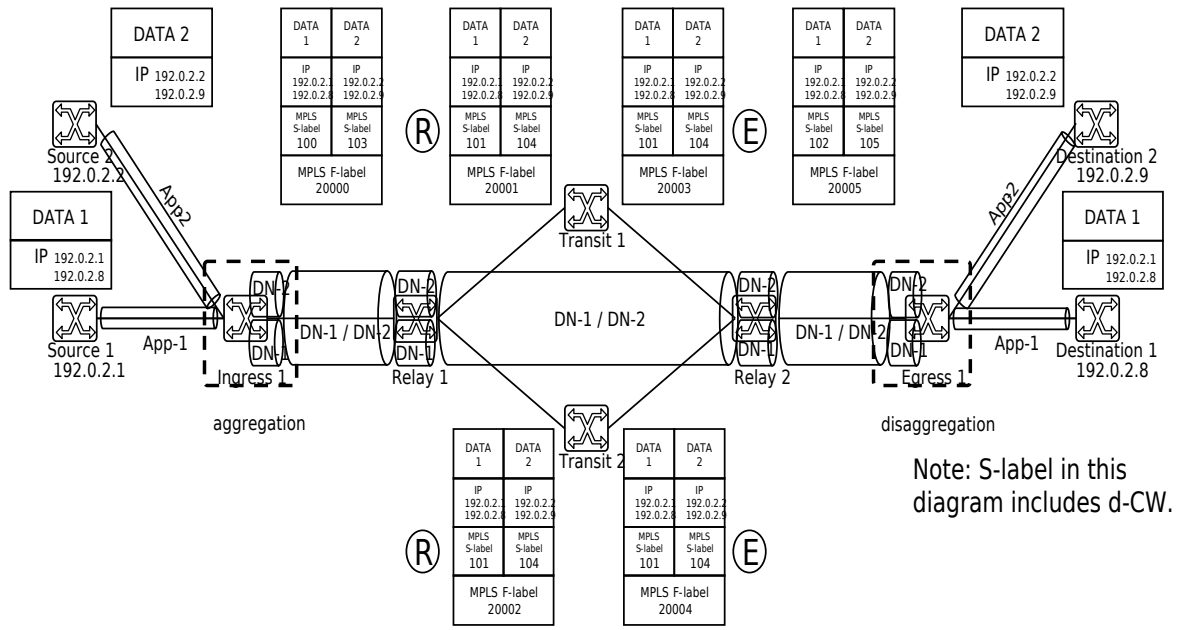 DATA 2
IP 192.0.2.2
192.0.2.9
Source 2
192.0.2.2
App2
DATA 1
IP 192.0.2.1
192.0.2.8
Source 1
192.0.2.1
App-1
DATA
1
DATA
2
IP
192.0.2.1
192.0.2.8
IP
192.0.2.2
192.0.2.9
MPLS
S-label
100
MPLS
S-label
103
MPLS F-label
20000
R
DATA
1
DATA
2
IP
192.0.2.1
192.0.2.8
IP
192.0.2.2
192.0.2.9
MPLS
S-label
101
MPLS
S-label
104
MPLS F-label
20001
DATA
1
DATA
2
IP
192.0.2.1
192.0.2.8
IP
192.0.2.2
192.0.2.9
MPLS
S-label
101
MPLS
S-label
104
MPLS F-label
20003
E
DATA
1
DATA
2
IP
192.0.2.1
192.0.2.8
IP
192.0.2.2
192.0.2.9
MPLS
S-label
102
MPLS
S-label
105
MPLS F-label
20005
DATA 2
IP 192.0.2.2
192.0.2.9
Destination 2
192.0.2.9
App2
DATA 1
IP 192.0.2.1
192.0.2.8
Destination 1
192.0.2.8
App-1
Transit 1
DN-2
DN-1
Ingress 1
DN-1 / DN-2
DN-2
DN-1
Relay 1
DN-1 / DN-2
DN-2
DN-1
Relay 2
DN-1 / DN-2
DN-2
DN-1
Egress 1
aggregation
disaggregation
Transit 2
R
DATA
1
DATA
2
IP
192.0.2.1
192.0.2.8
IP
192.0.2.2
192.0.2.9
MPLS
S-label
101
MPLS
S-label
104
MPLS F-label
20002
DATA
1
DATA
2
IP
192.0.2.1
192.0.2.8
IP
192.0.2.2
192.0.2.9
MPLS
S-label
101
MPLS
S-label
104
MPLS F-label
20004
E
Note: S-label in this
diagram includes d-CW.